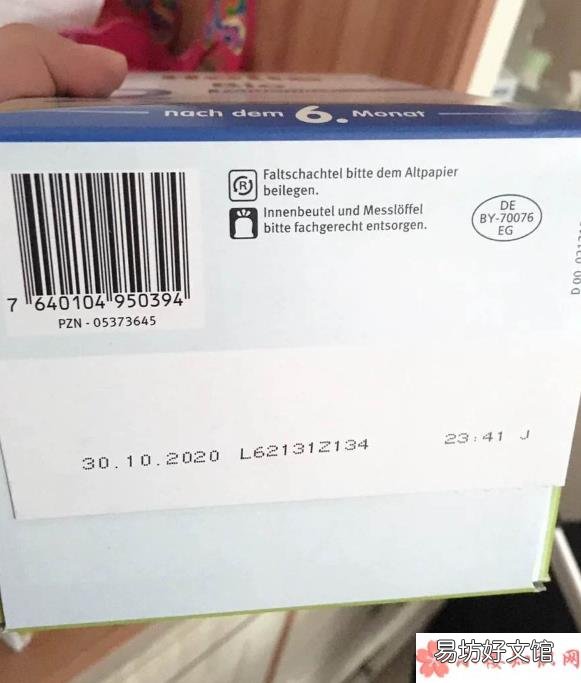 nach dem 6. Monat
Faltschachtel bitte dem Altpapier
beilegen.
Innenbeutel und Messlöffel
bitte fachgerecht entsorgen.
DE
BY-70076
EG
7 640104 950394
PZN - 05373645
30.10.2020 L62131Z134 23:41 J
易坊好文馆